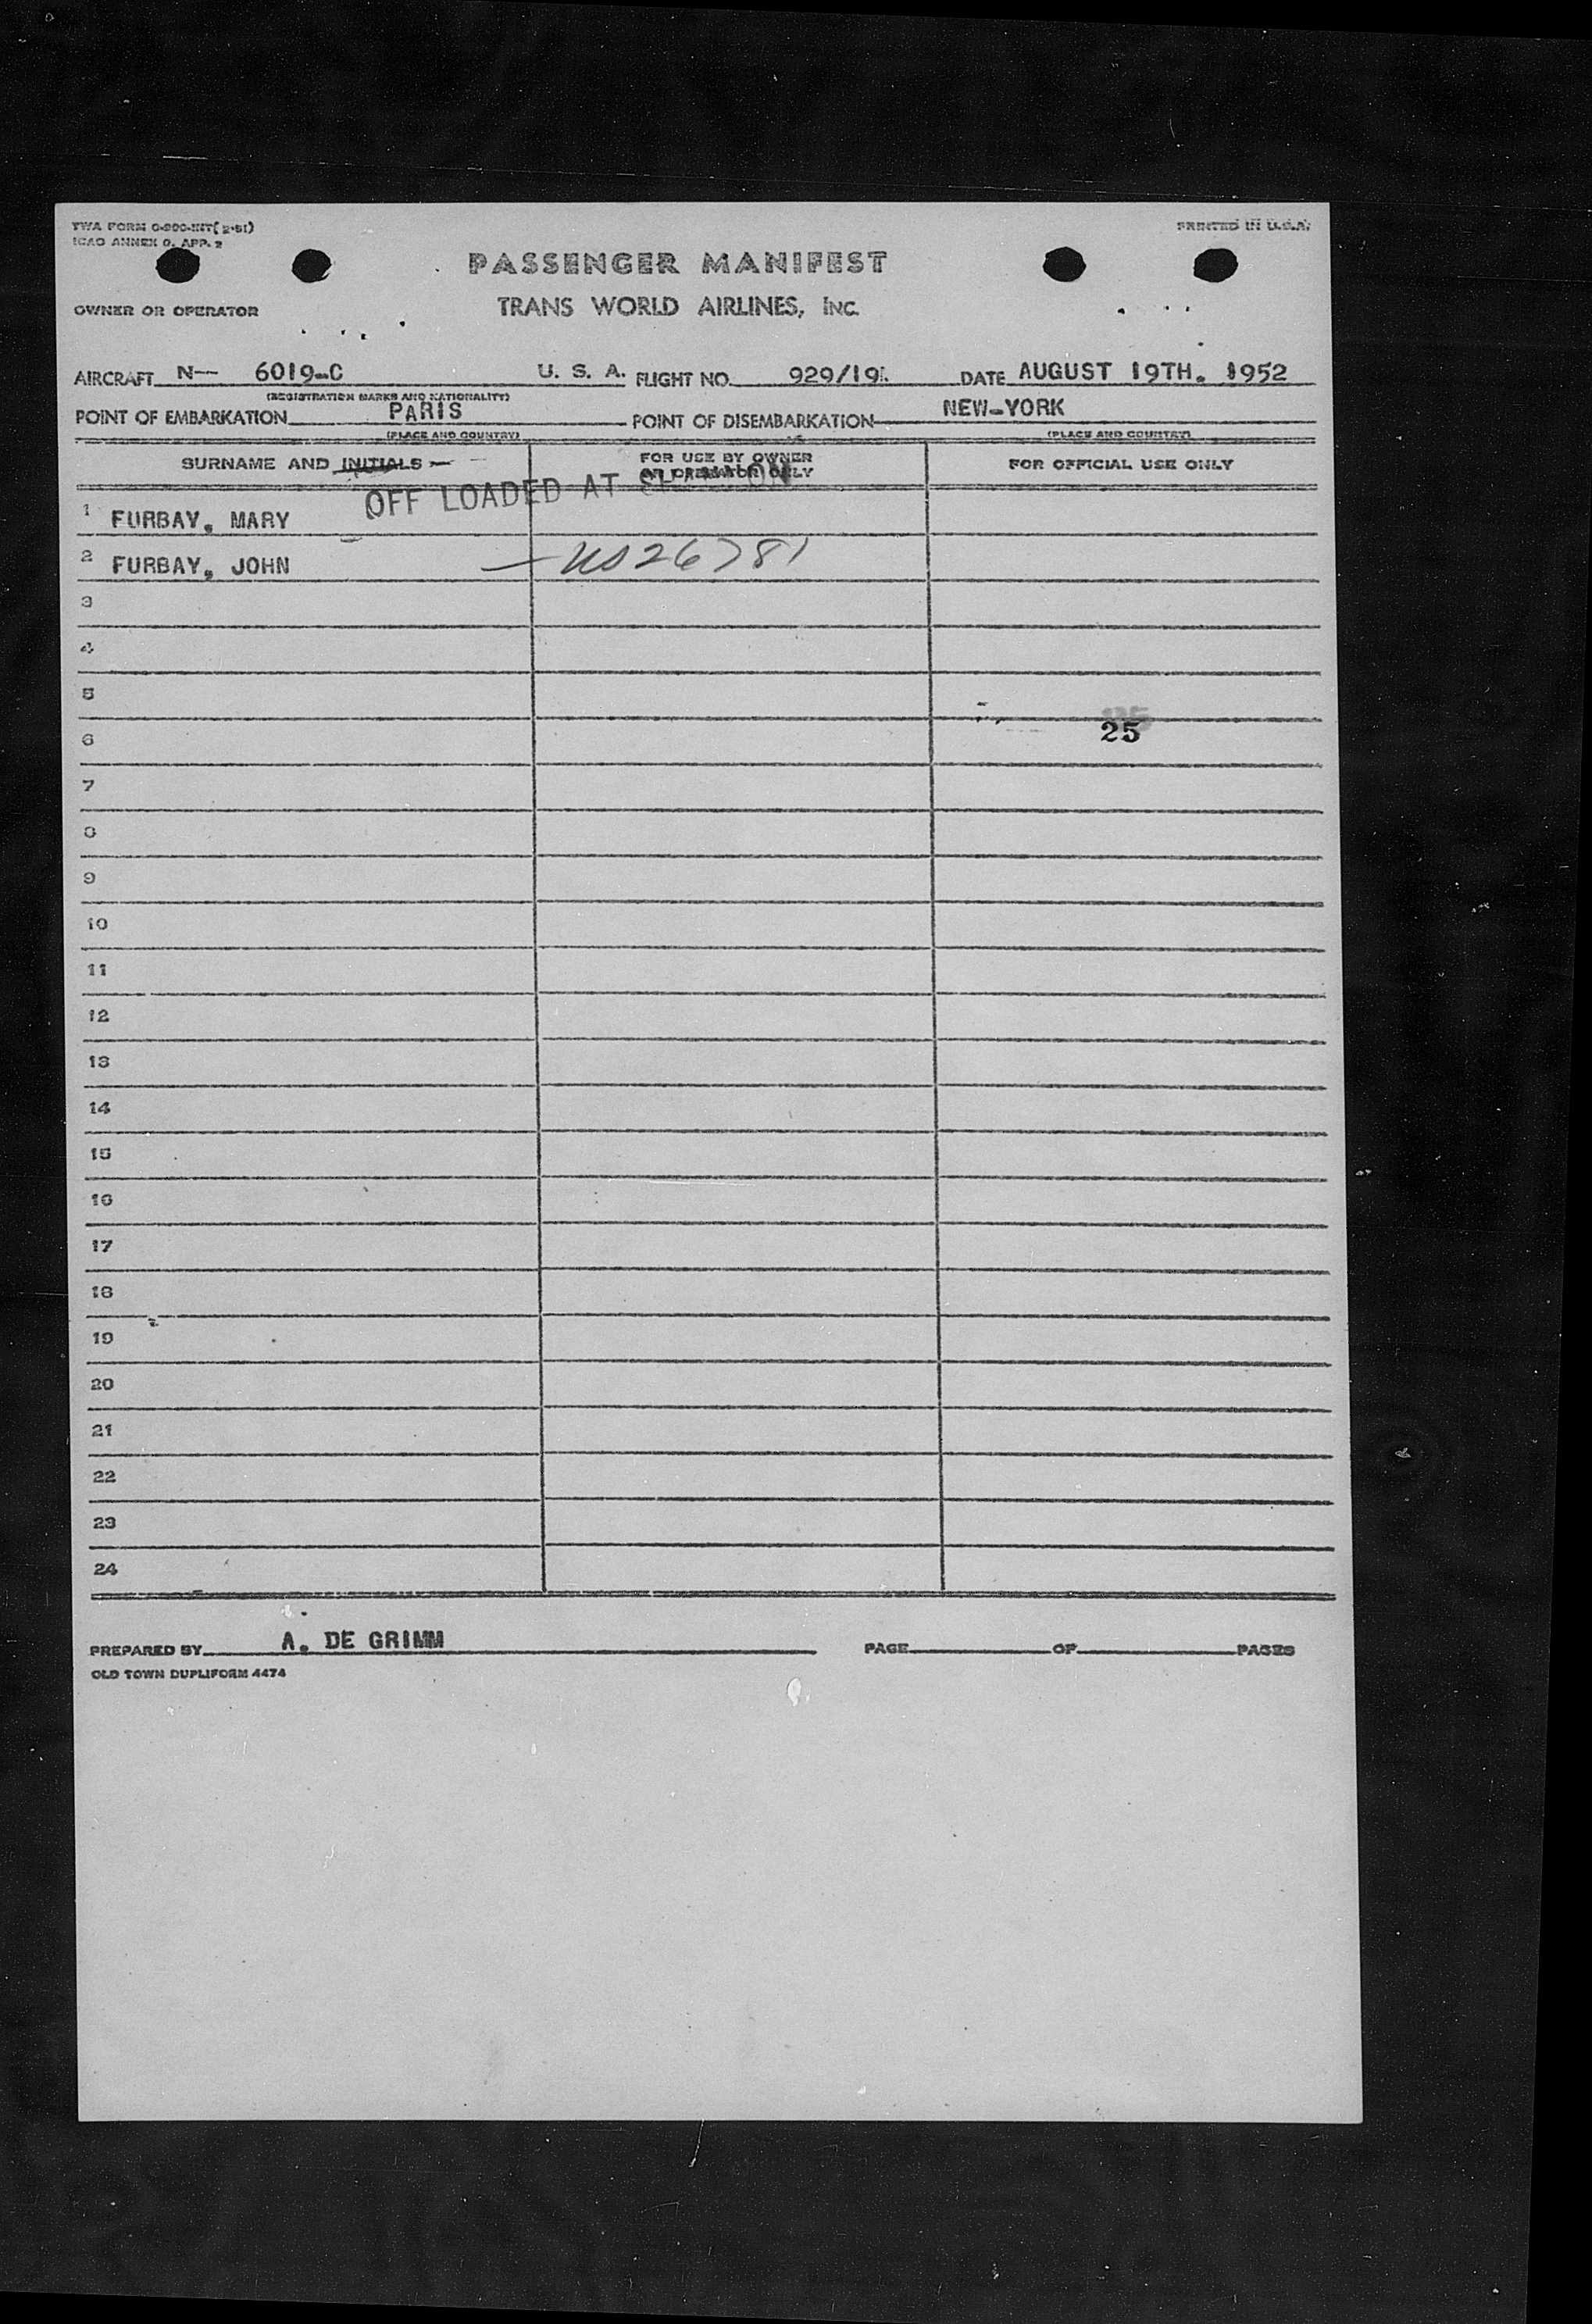 TWA FORM O-900-INT(2-51)
ICAO ANNEX 9, APP. 2
PRINTED IN U.S.A.
PASSENGER MANIFEST
OWNER OR OPERATOR
TRANS WORLD AIRLINES, INC.
AIRCRAFT N— 6019-C U. S. A. FLIGHT NO. 929/19 DATE AUGUST 19TH. 1952
(REGISTRATION MARKS AND NATIONALITY)
POINT OF EMBARKATION PARIS POINT OF DISEMBARKATION NEW-YORK
(PLACE AND COUNTRY) (PLACE AND COUNTRY)
SURNAME AND INITIALS FOR USE BY OWNER OR OPERATOR ONLY FOR OFFICIAL USE ONLY
OFF LOADED AT
1 FURBAY, MARY
2 FURBAY, JOHN 26781
3
4
5
6 25
7
8
9
10
11
12
13
14
15
16
17
18
19
20
21
22
23
24
PREPARED BY A. DE GRIMM PAGE OF PAGES
OLD TOWN DUPLIFORM 4474